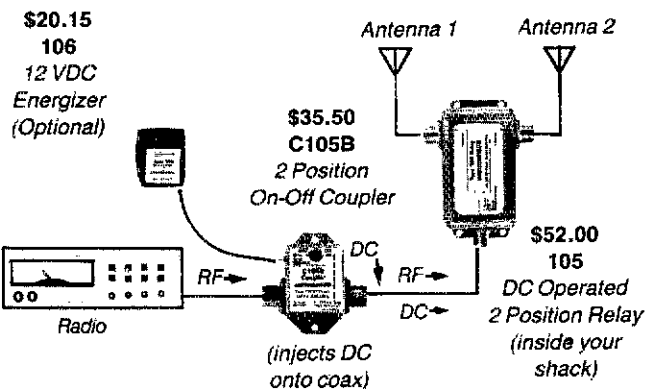 $20.15
106
12 VDC
Energizer
(Optional)
Antenna 1
Antenna 2
$35.50
C105B
2 Position
On-Off Coupler
$52.00
105
DC Operated
2 Position Relay
(inside your
shack)
RF→
DC
RF→
DC→
Radio
(injects DC
onto coax)